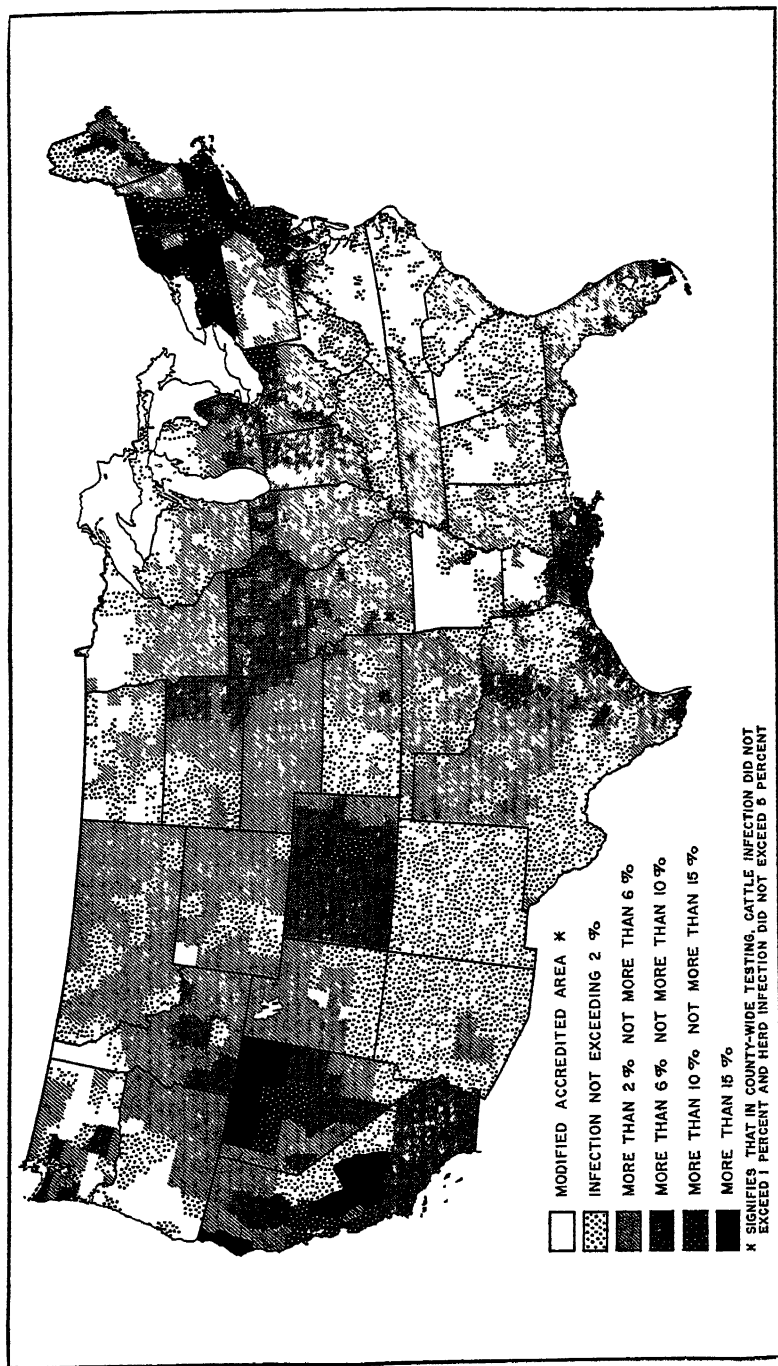 MODIFIED ACCREDITED AREA *
INFECTION NOT EXCEEDING 2 %
MORE THAN 2 % NOT MORE THAN 6 %
MORE THAN 6 % NOT MORE THAN 10 %
MORE THAN 10 % NOT MORE THAN 15 %
MORE THAN 15 %
* SIGNIFIES THAT IN COUNTY-WIDE TESTING, CATTLE INFECTION DID NOT
EXCEED 1 PERCENT AND HERD INFECTION DID NOT EXCEED 5 PERCENT